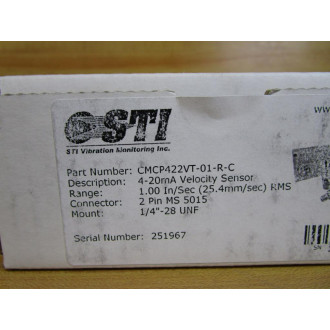 STI
STI Vibration Monitoring Inc.
Part Number: CMCP422VT-01-R-C
Description: 4-20mA Velocity Sensor
Range: 1.00 In/Sec (25.4mm/sec) RMS
Connector: 2 Pin MS 5015
Mount: 1/4"-28 UNF
Serial Number: 251967